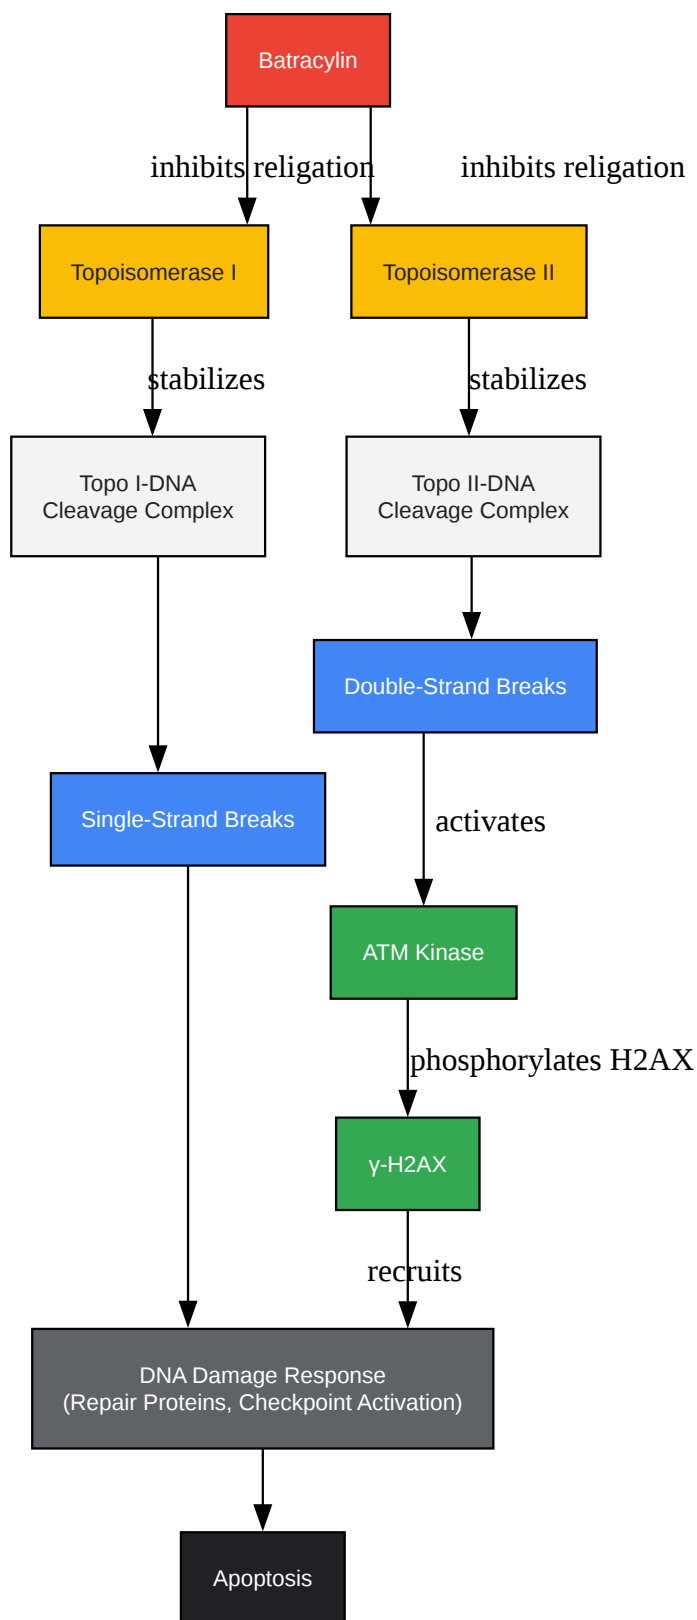 Batracylin
inhibits religation
inhibits religation
Topoisomerase I
Topoisomerase II
stabilizes
stabilizes
Topo I-DNA
Cleavage Complex
Topo II-DNA
Cleavage Complex
Double-Strand Breaks
Single-Strand Breaks
activates
ATM Kinase
phosphorylates H2AX
γ-H2AX
recruits
DNA Damage Response
(Repair Proteins, Checkpoint Activation)
Apoptosis